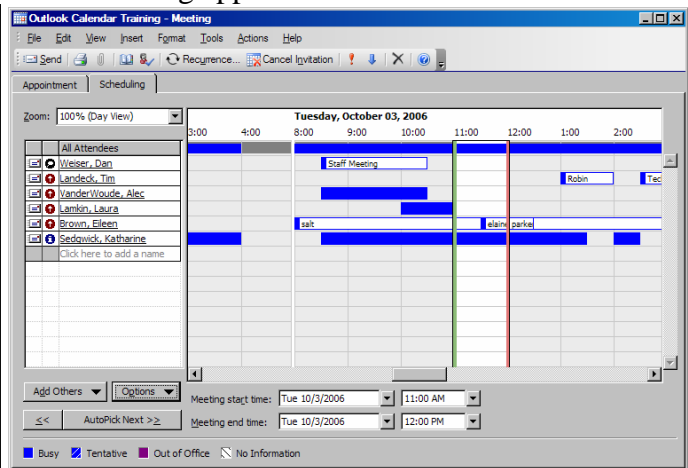 Outlook Calendar Training - Meeting
File Edit View Insert Format Tools Actions Help
Send Recurrence... Cancel Invitation
Appointment Scheduling
Zoom: 100% (Day View)
Tuesday, October 03, 2006
3:00 4:00 8:00 9:00 10:00 11:00 12:00 1:00 2:00
All Attendees
Weiser, Dan Staff Meeting
Landeck, Tim Robin Tec
VanderWoude, Alec
Lamkin, Laura
Brown, Eileen salt elaine parke
Sedgwick, Katharine
Click here to add a name
Add Others Options
Meeting start time: Tue 10/3/2006 11:00 AM
<< AutoPick Next >>
Meeting end time: Tue 10/3/2006 12:00 PM
Busy Tentative Out of Office No Information